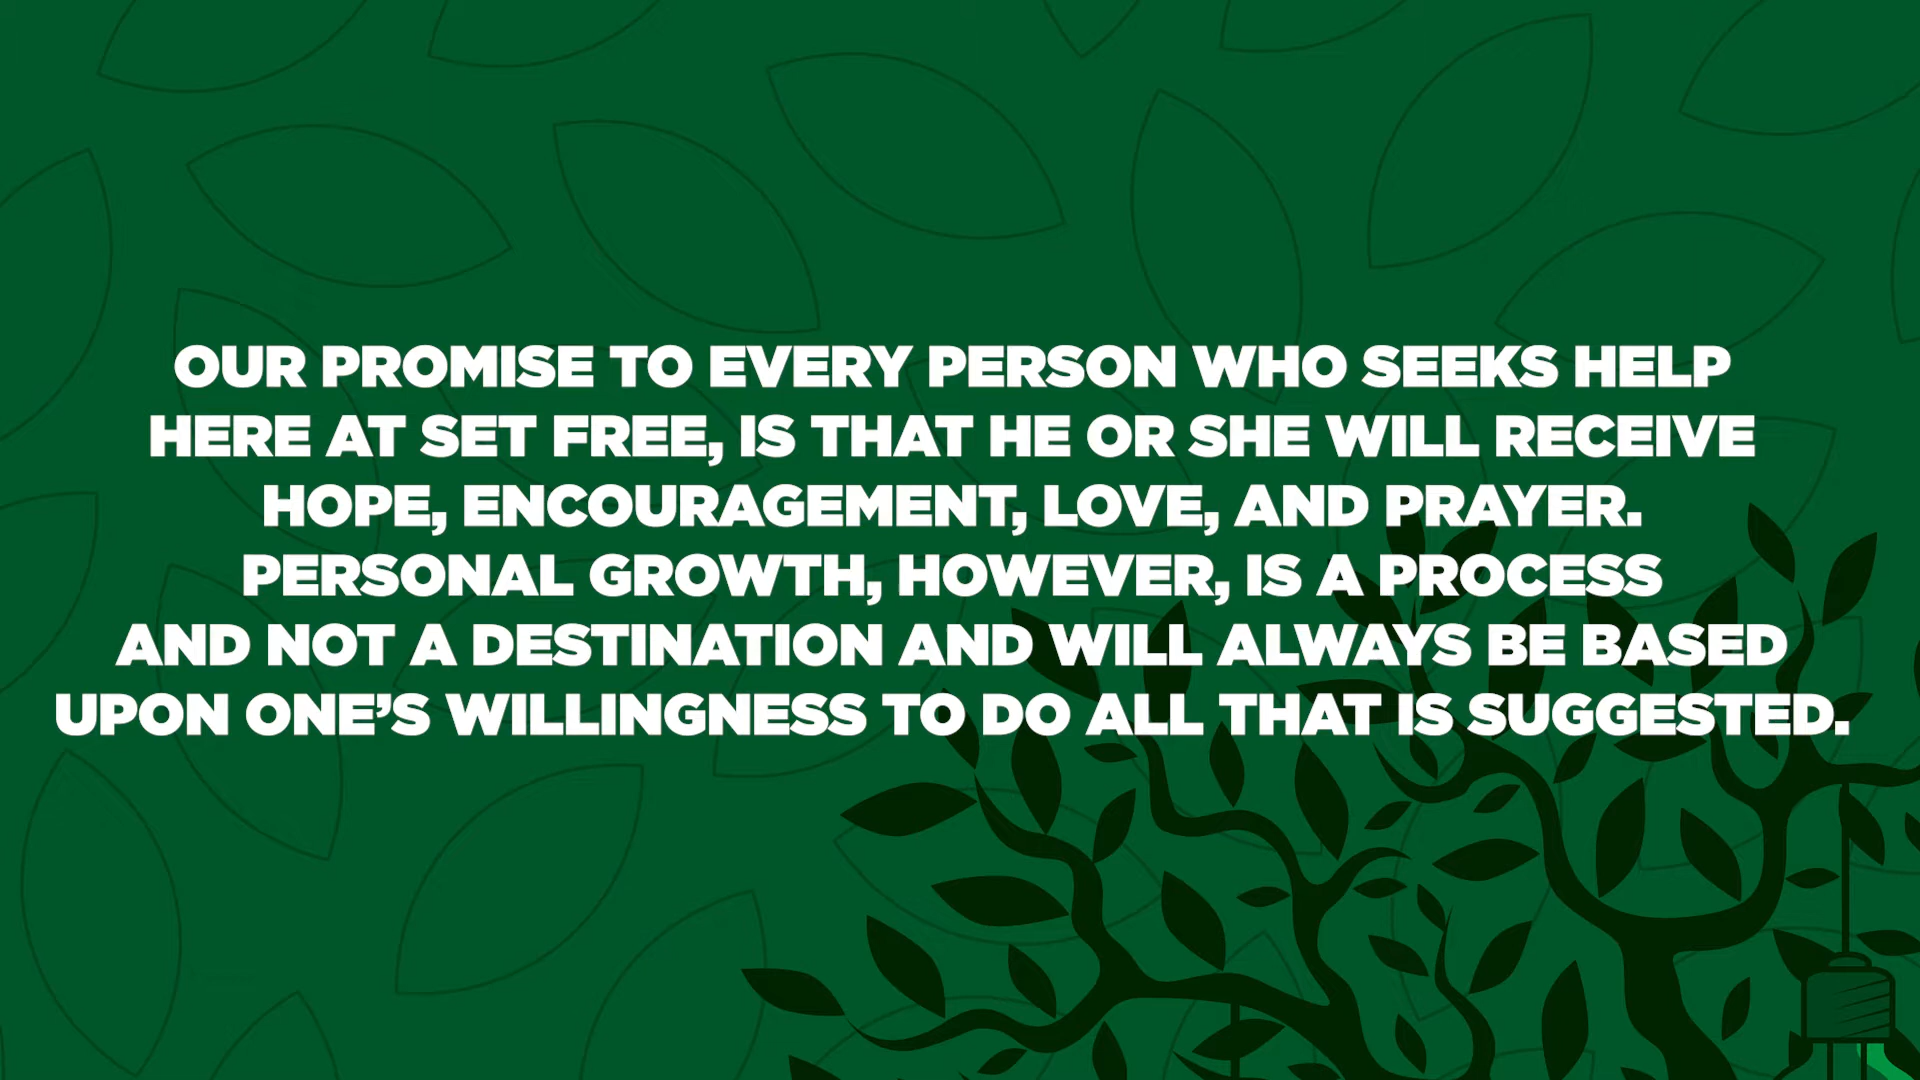 OUR PROMISE TO EVERY PERSON WHO SEEKS HELP
HERE AT SET FREE, IS THAT HE OR SHE WILL RECEIVE
HOPE, ENCOURAGEMENT, LOVE, AND PRAYER.
PERSONAL GROWTH, HOWEVER, IS A PROCESS
AND NOT A DESTINATION AND WILL ALWAYS BE BASED
UPON ONE’S WILLINGNESS TO DO ALL THAT IS SUGGESTED.